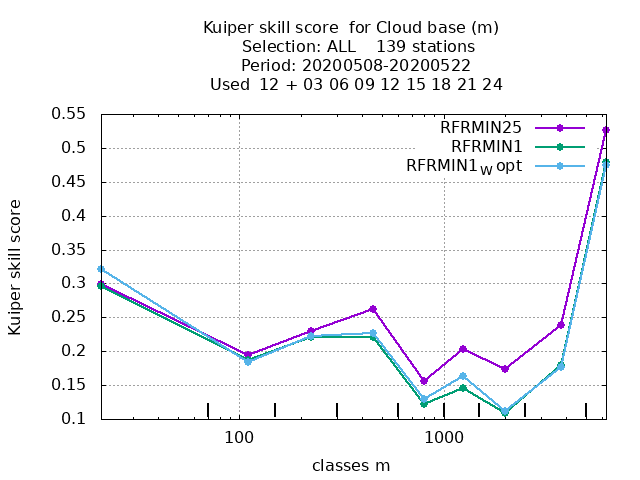 Kuiper skill score for Cloud base (m)
Selection: ALL 139 stations
Period: 20200508-20200522
Used 12 + 03 06 09 12 15 18 21 24
RFRMIN25
RFRMIN1
RFRMIN1W opt
0.55
0.5
0.45
0.4
0.35
0.3
0.25
0.2
0.15
0.1
Kuiper skill score
100 1000
classes m